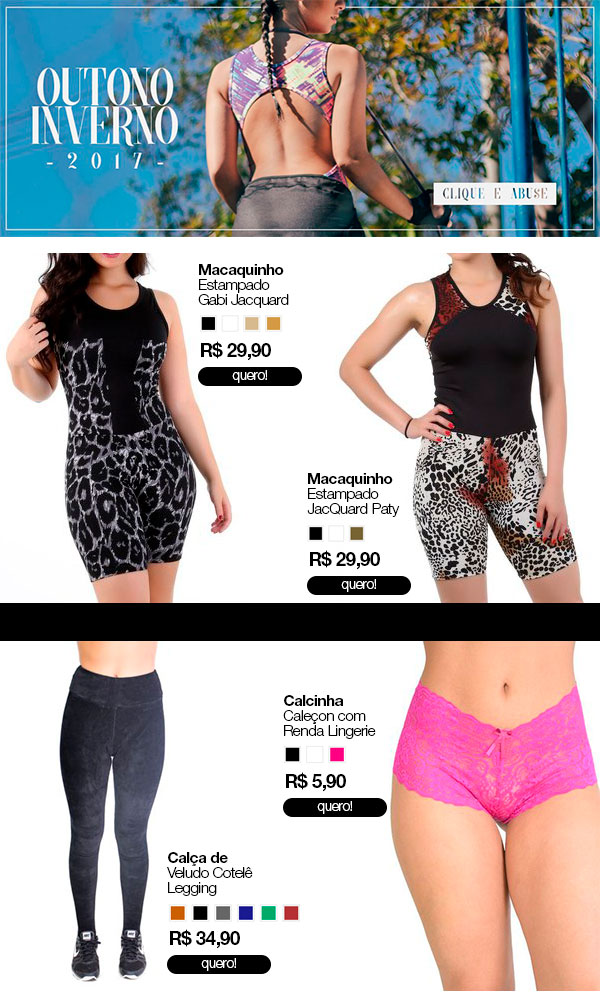 OUTONO
INVERNO
- 2017 -
CLIQUE E ABUSE
Macaquinho
Estampado
Gabi Jacquard
R$ 29,90
quero!
Macaquinho
Estampado
JacQuard Paty
R$ 29,90
quero!
Calcinha
Caleçon com
Renda Lingerie
R$ 5,90
quero!
Calça de
Veludo Cotelê
Legging
R$ 34,90
quero!